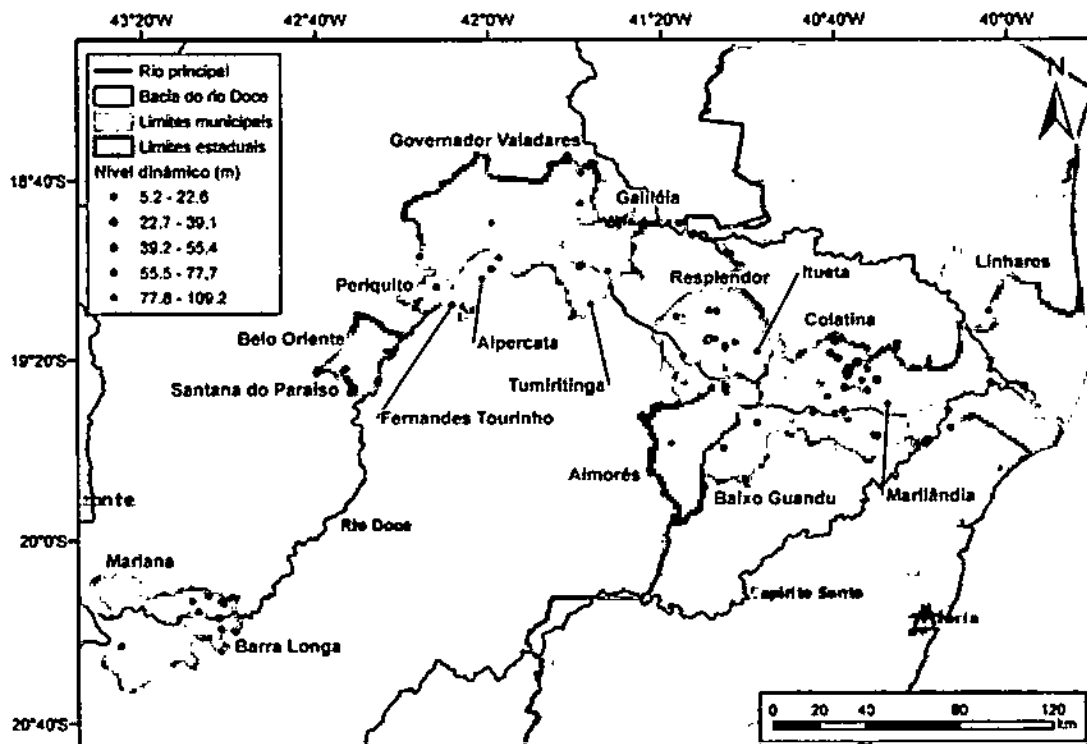 43°20'W 42°40'W 42°0'W 41°20'W 40°40'W 40°0'W
Rio principal
Bacia do rio Doce
Limites municipais
Limites estaduais
Nível dinâmico (m)
5.2 - 22.6
22.7 - 39.1
39.2 - 55.4
55.5 - 77.7
77.8 - 109.2
N
Governador Valadares
18°40'S
Galiléia
Resplendor
Itueta
Linhares
Periquito
Colatina
Belo Oriente
Alpercata
19°20'S
Santana do Paraíso
Tumiritinga
Fernandes Tourinho
Aimorés
Baixo Guandu
Marilândia
onte
Rio Doce
20°0'S
Mariana
Espírito Santo
Barra Longa
Vitória
20°40'S
0 20 40 80 120
km